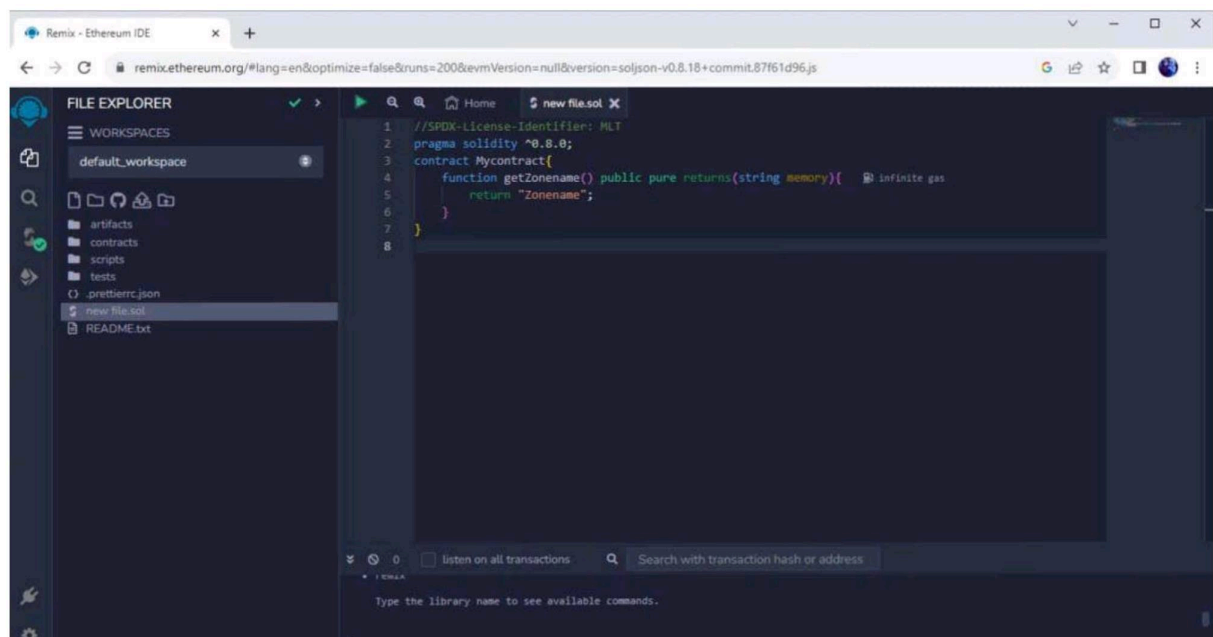 Remix - Ethereum IDE
remix.ethereum.org/#lang=en&optimize=false&runs=200&evmVersion=null&version=soljson-v0.8.18+commit.87f61d96.js
FILE EXPLORER
WORKSPACES
default_workspace
artifacts
contracts
scripts
tests
.prettierrc.json
new file.sol
README.txt
Home
new file.sol
1 //SPDX-License-Identifier: MLT
2 pragma solidity ^0.8.0;
3 contract Mycontract{
4 function getZonename() public pure returns(string memory){ infinite gas
5 return "Zonename";
6 }
7 }
8
0 listen on all transactions Search with transaction hash or address
remix
Type the library name to see available commands.